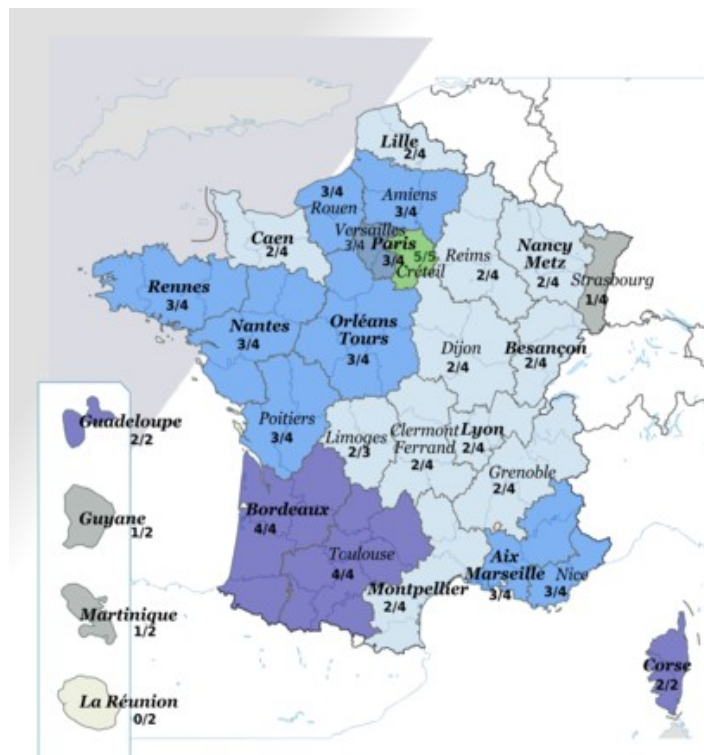 Lille
2/4
3/4
Rouen
Amiens
3/4
Versailles
3/4
Paris
3/4
5/5
Créteil
Caen
2/4
Reims
2/4
Nancy
Metz
2/4
Strasbourg
1/4
Rennes
3/4
Nantes
3/4
Orléans
Tours
3/4
Dijon
2/4
Besançon
2/4
Poitiers
3/4
Limoges
2/3
Clermont
Ferrand
2/4
Lyon
2/4
Grenoble
2/4
Bordeaux
4/4
Toulouse
4/4
Montpellier
2/4
Aix
Marseille
3/4
Nice
3/4
Corse
2/2
Guadeloupe
2/2
Guyane
1/2
Martinique
1/2
La Réunion
0/2